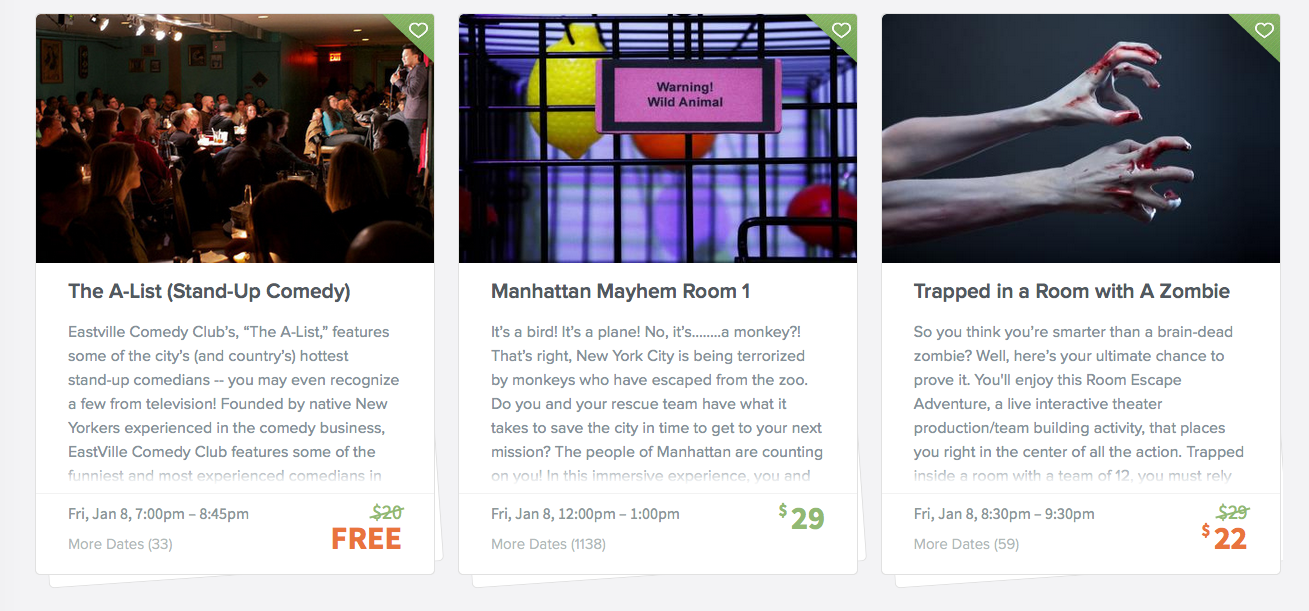 Warning!
Wild Animal
The A-List (Stand-Up Comedy)
Eastville Comedy Club's, “The A-List,” features
some of the city's (and country's) hottest
stand-up comedians -- you may even recognize
a few from television! Founded by native New
Yorkers experienced in the comedy business,
EastVille Comedy Club features some of the
funniest and most experienced comedians in
Fri, Jan 8, 7:00pm – 8:45pm
$20
More Dates (33)
FREE
Manhattan Mayhem Room 1
It's a bird! It's a plane! No, it's........a monkey?!
That's right, New York City is being terrorized
by monkeys who have escaped from the zoo.
Do you and your rescue team have what it
takes to save the city in time to get to your next
mission? The people of Manhattan are counting
on you! In this immersive experience, you and
Fri, Jan 8, 12:00pm – 1:00pm
$29
More Dates (1138)
Trapped in a Room with A Zombie
So you think you're smarter than a brain-dead
zombie? Well, here's your ultimate chance to
prove it. You'll enjoy this Room Escape
Adventure, a live interactive theater
production/team building activity, that places
you right in the center of all the action. Trapped
inside a room with a team of 12, you must rely
Fri, Jan 8, 8:30pm – 9:30pm
$29
More Dates (59)
$22